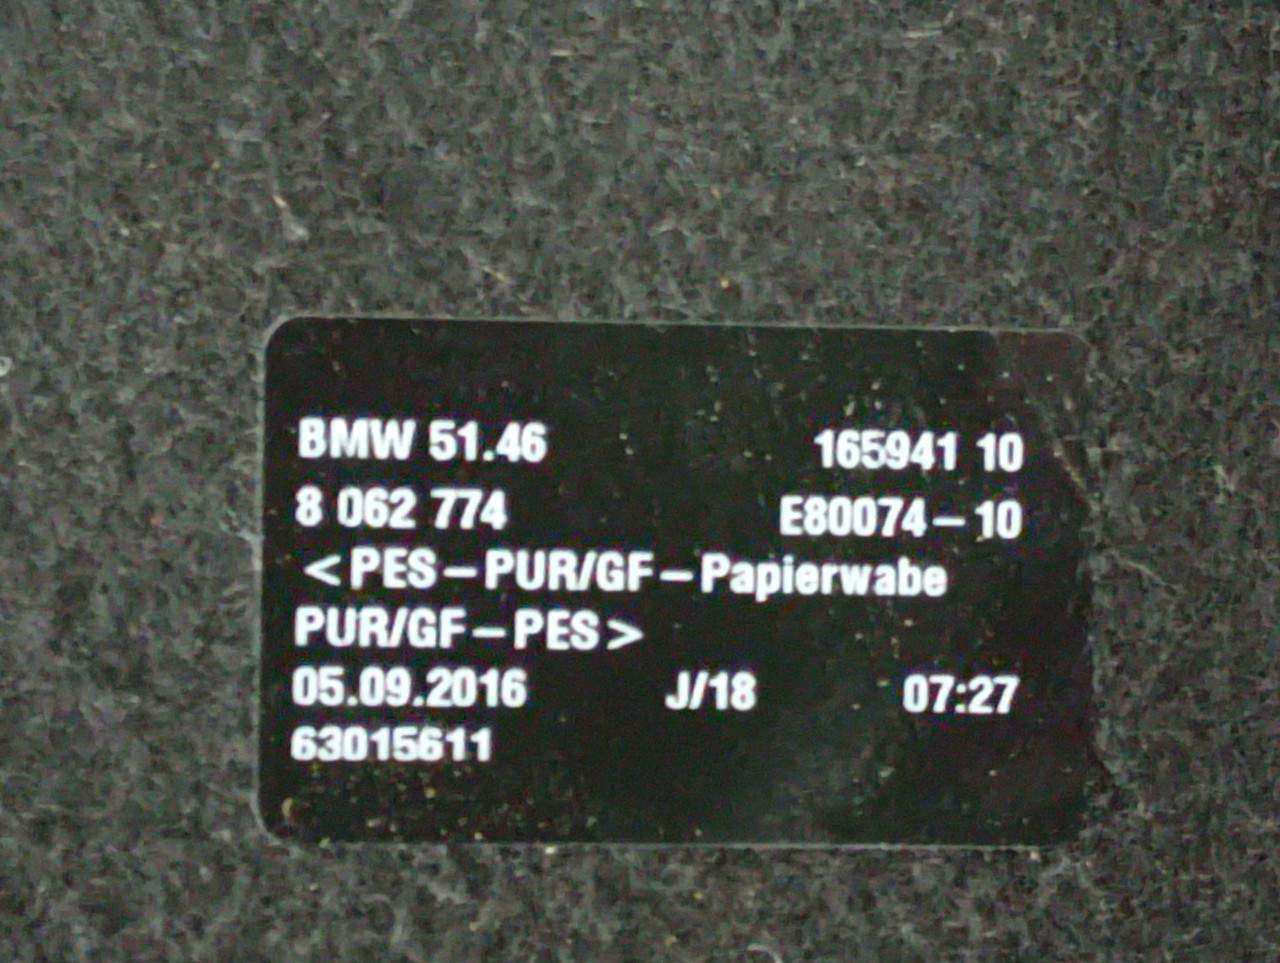 BMW 51.46 165941 10
8 062 774 E80074-10
<PES-PUR/GF-Papierwabe
PUR/GF-PES>
05.09.2016 J/18 07:27
63015611